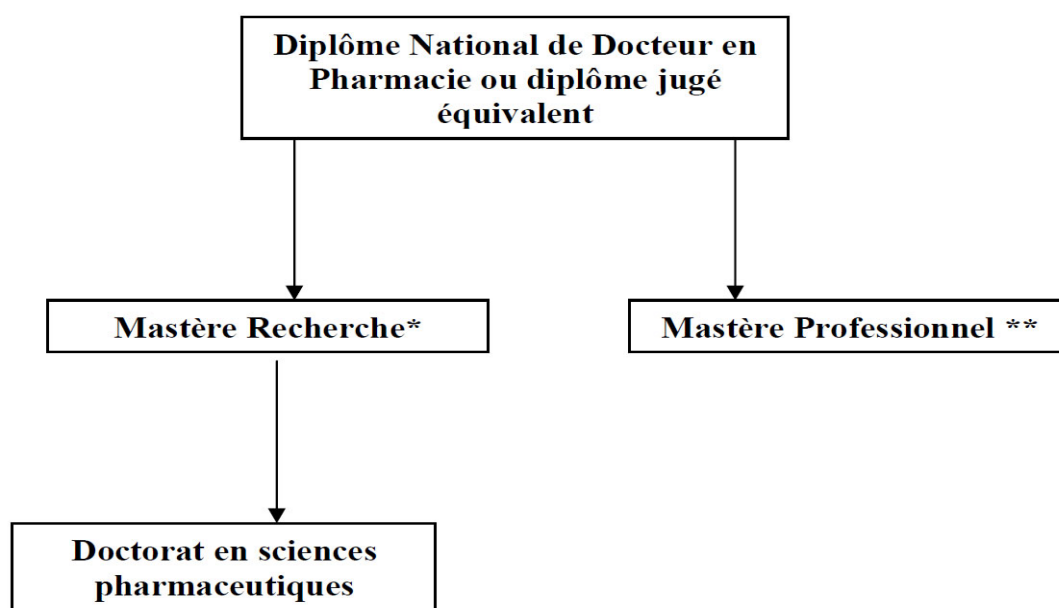 Diplôme National de Docteur en
Pharmacie ou diplôme jugé
équivalent
Mastère Recherche*
Mastère Professionnel **
Doctorat en sciences
pharmaceutiques